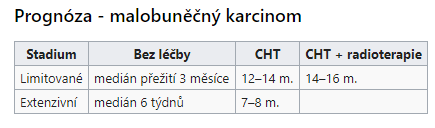 Prognóza - malobuněčný karcinom
Stadium Bez léčby CHT CHT + radioterapie
Limitované medián přežití 3 měsíce 12–14 m. 14–16 m.
Extenzivní medián 6 týdnů 7–8 m.